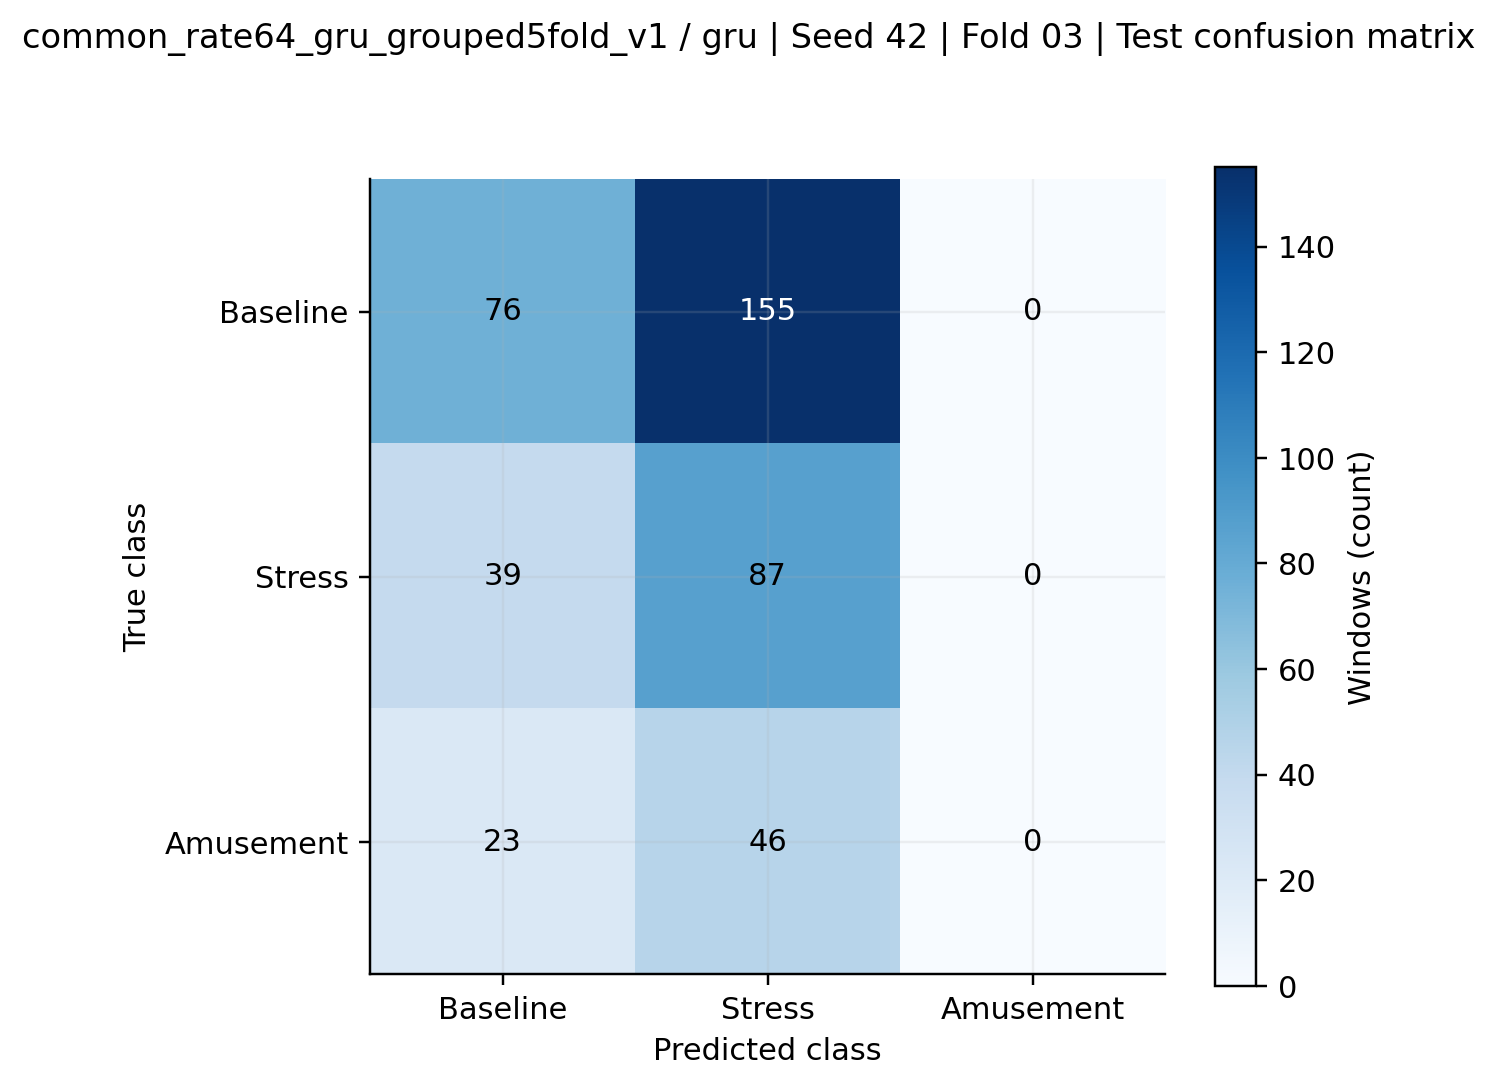 common_rate64_gru_grouped5fold_v1 / gru | Seed 42 | Fold 03 | Test confusion matrix
True class
Baseline 76 155 0
Stress 39 87 0
Amusement 23 46 0
Baseline Stress Amusement
Predicted class
140
120
100
80
60
40
20
0
Windows (count)